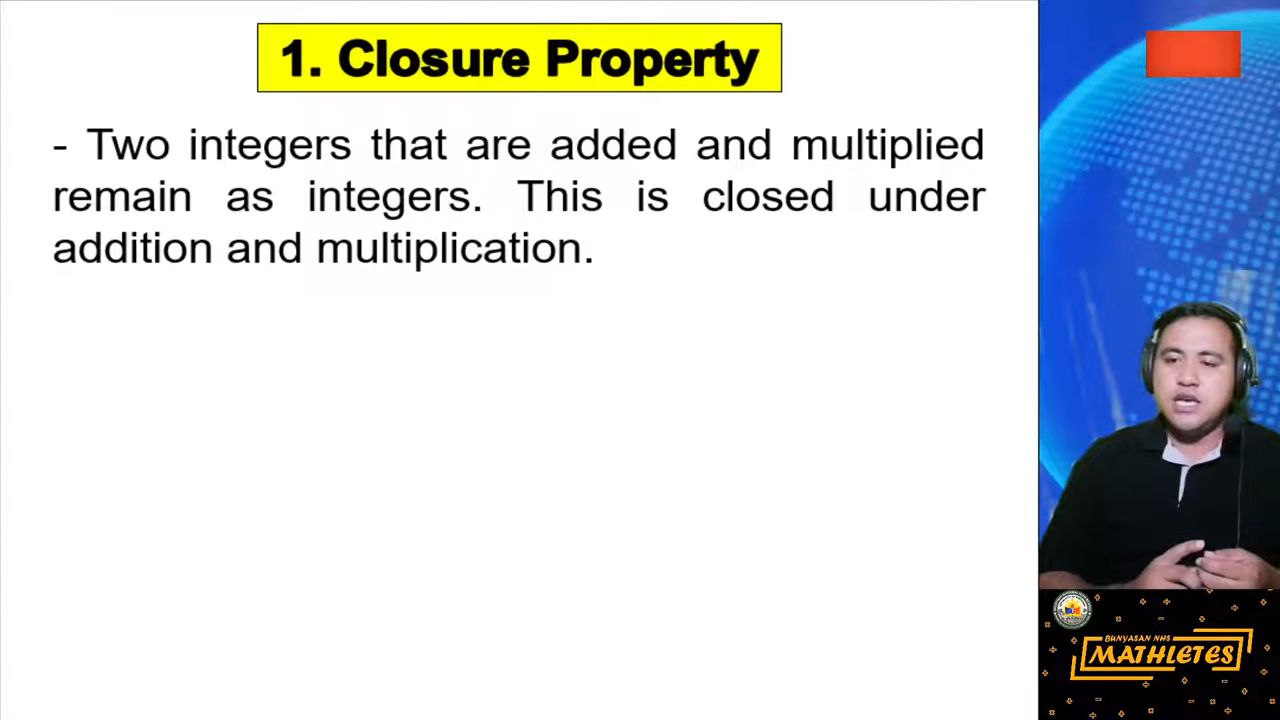 1. Closure Property
- Two integers that are added and multiplied
remain as integers. This is closed under
addition and multiplication.
BUNYASAN NHS
MATHLETES